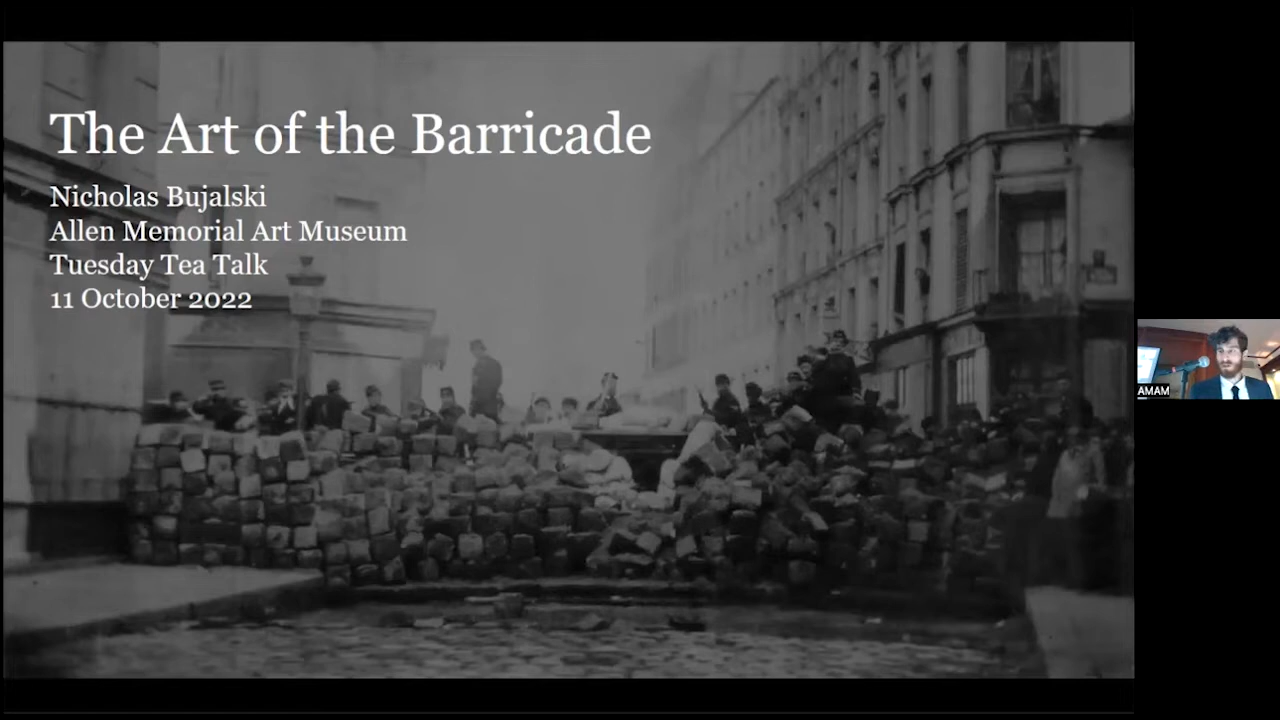 The Art of the Barricade
Nicholas Bujalski
Allen Memorial Art Museum
Tuesday Tea Talk
11 October 2022
AMAM